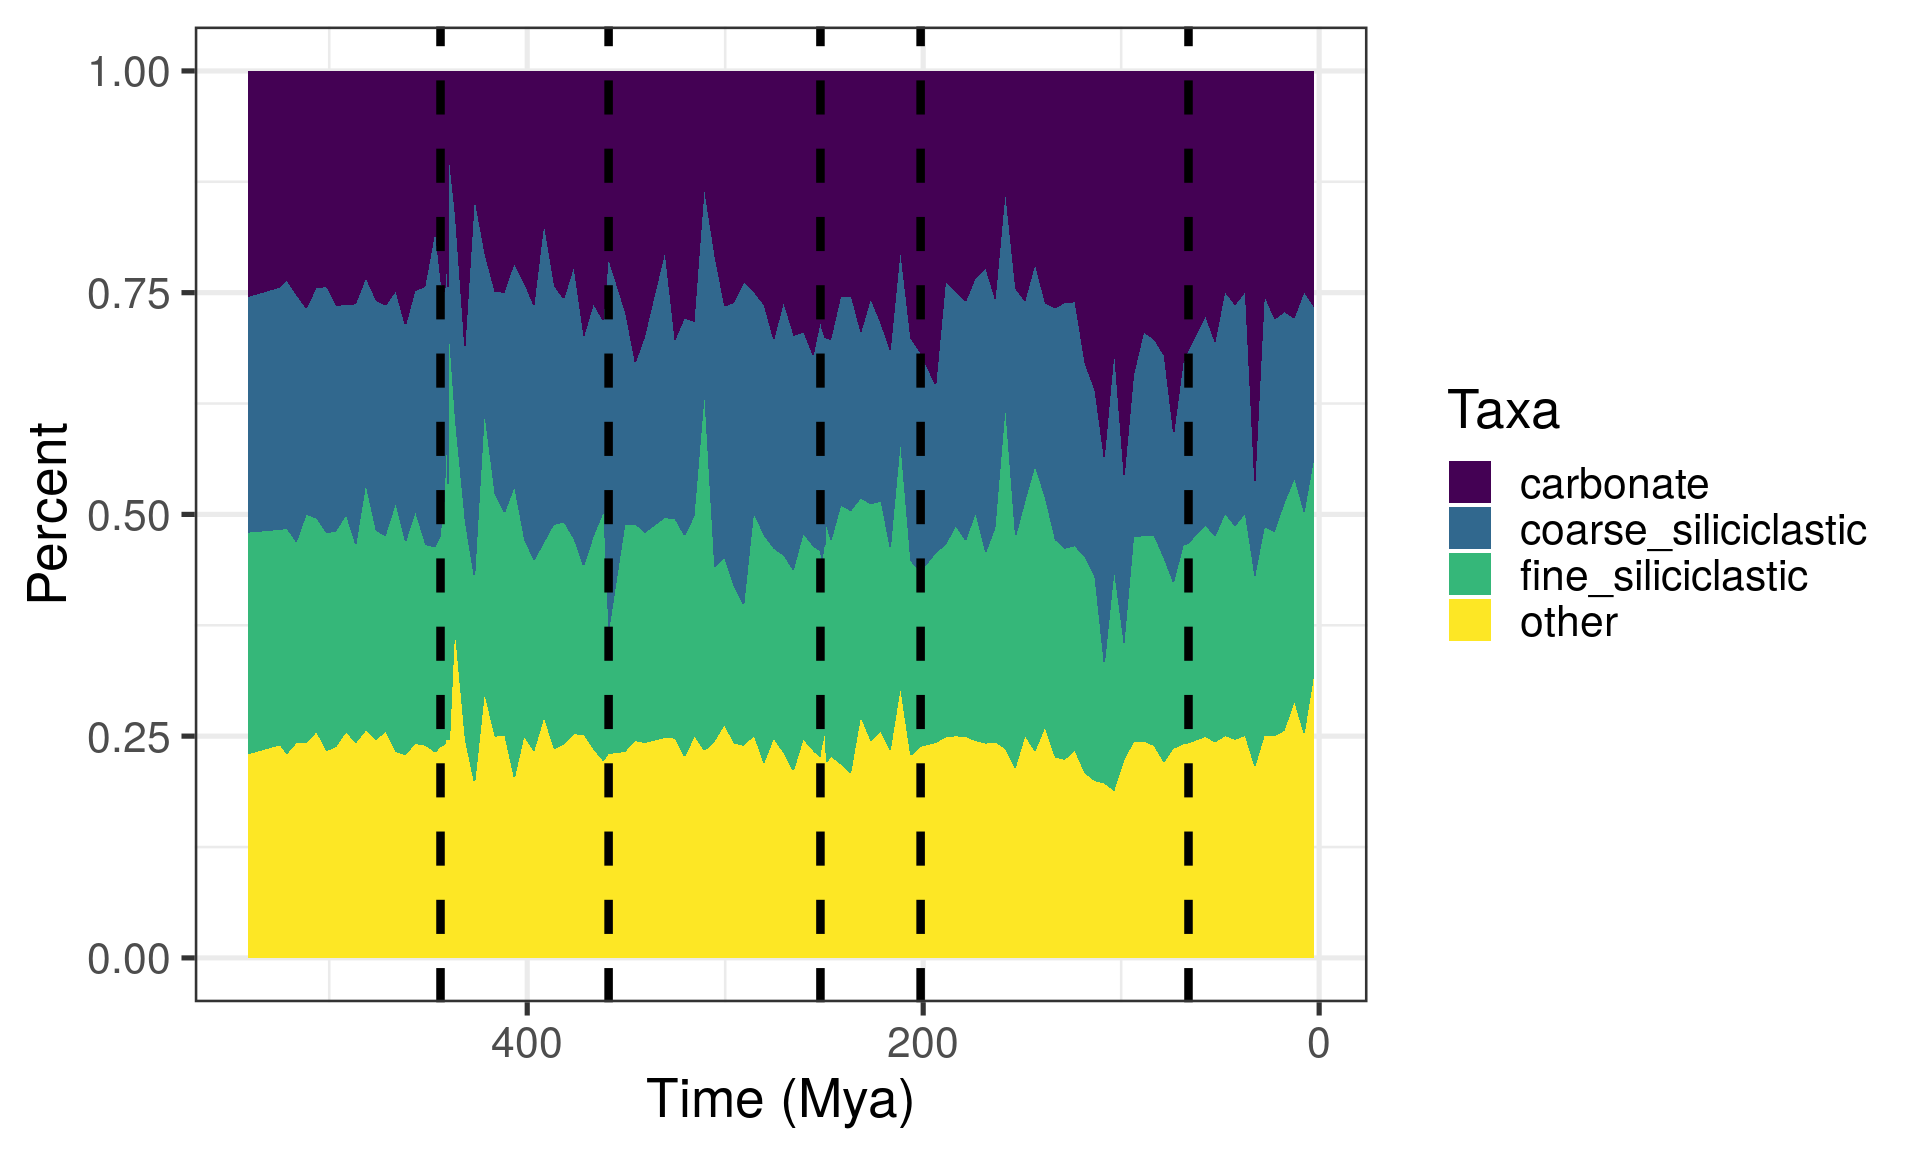 1.00
0.75
0.50
0.25
0.00
Percent
400
200
0
Time (Mya)
Taxa
carbonate
coarse_siliciclastic
fine_siliciclastic
other